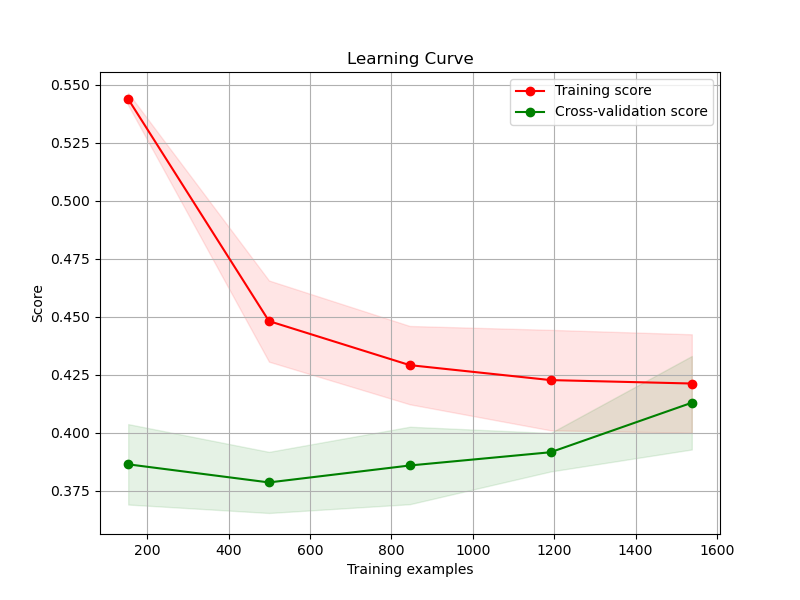 Learning Curve
Training score
Cross-validation score
0.550
0.525
0.500
0.475
0.450
0.425
0.400
0.375
Score
200 400 600 800 1000 1200 1400 1600
Training examples